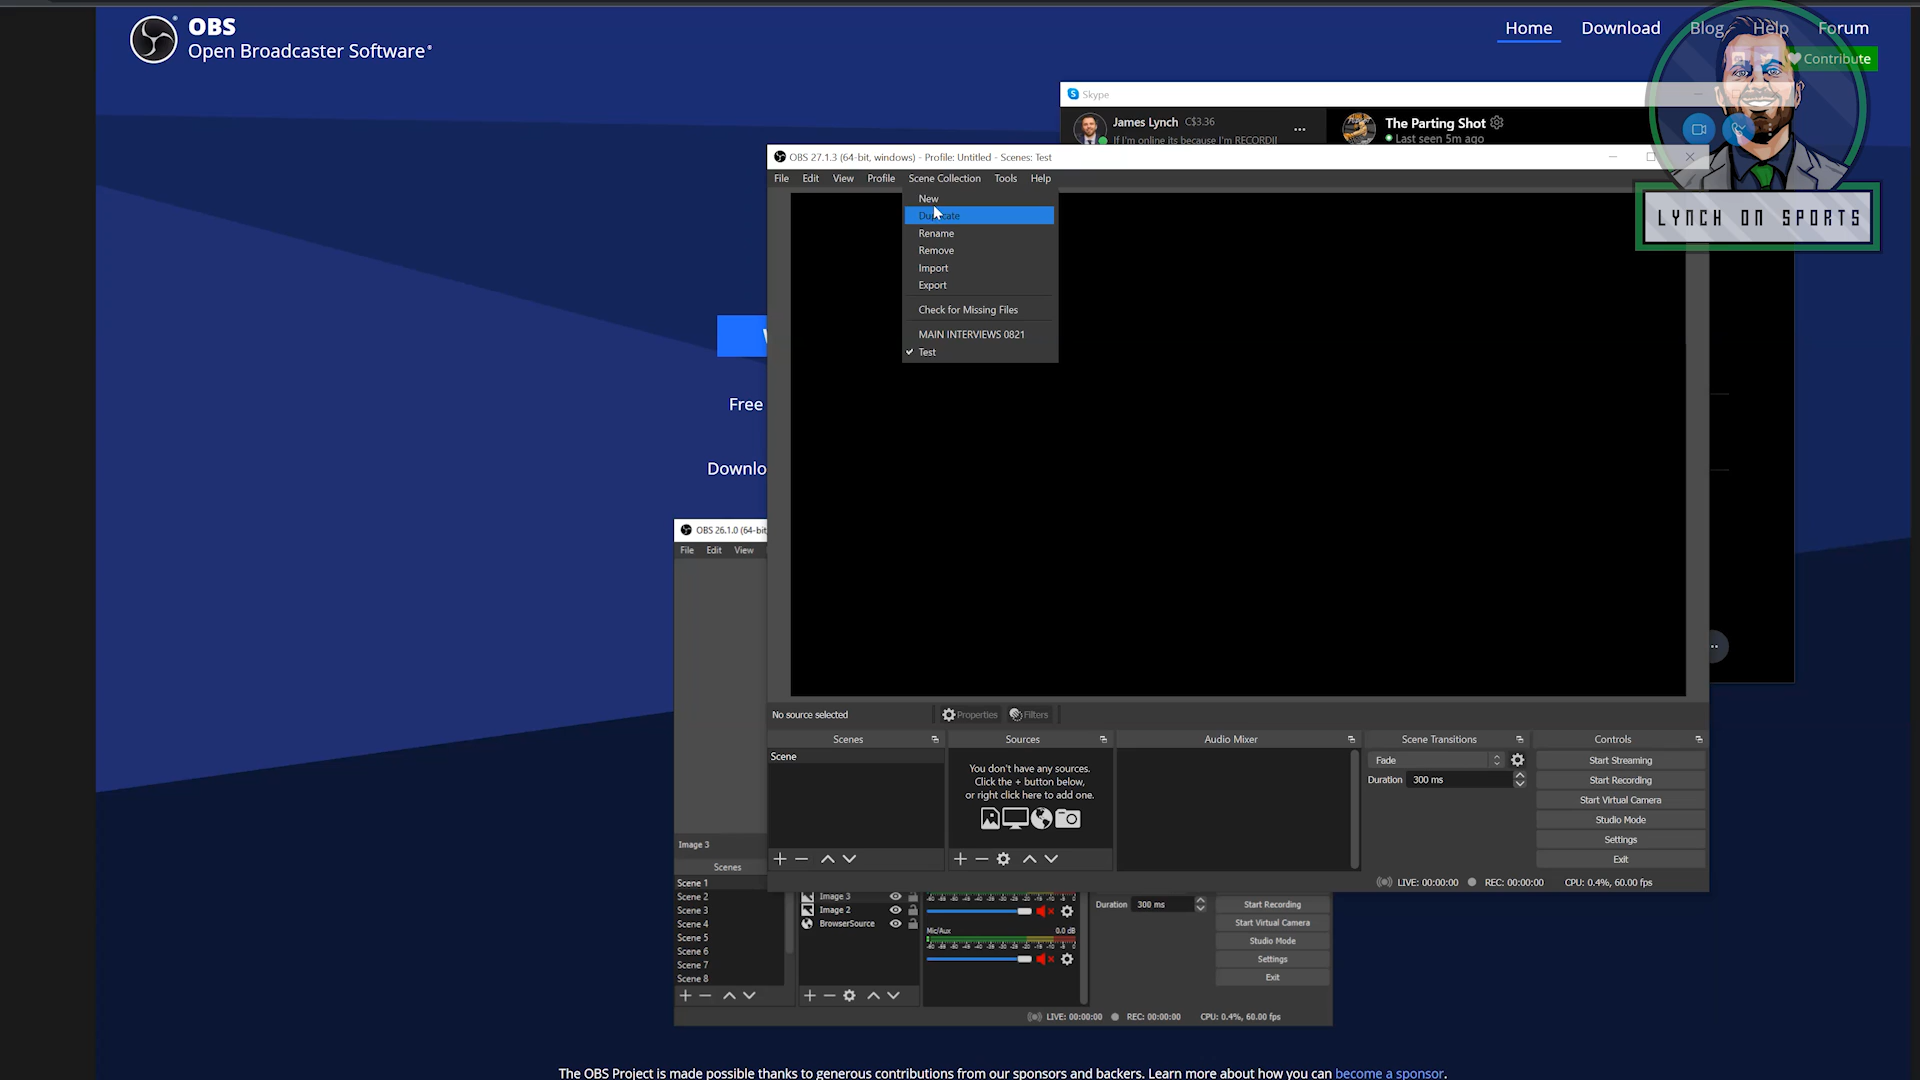 OBS
Open Broadcaster Software
Home
Download
Blog
Help
Forum
Contribute
Skype
James Lynch C$3.36
If I'm online its because I'm RECORDI
The Parting Shot
Last seen 5m ago
LYNCH ON SPORTS
OBS 27.1.3 (64-bit, windows) - Profile: Untitled - Scenes: Test
File
Edit
View
Profile
Scene Collection
Tools
Help
New
Duplicate
Rename
Remove
Import
Export
Check for Missing Files
MAIN INTERVIEWS 0821
Test
Free
Downlo
OBS 26.1.0 (64-bit
File
Edit
View
No source selected
Properties
Filters
Scenes
Sources
Audio Mixer
Scene Transitions
Controls
Scene
You don't have any sources.
Click the + button below,
or right click here to add one.
Fade
Duration 300 ms
Start Streaming
Start Recording
Start Virtual Camera
Studio Mode
Settings
Exit
LIVE: 00:00:00
REC: 00:00:00
CPU: 0.4%, 60.00 fps
Image 3
Scenes
Scene 1
Scene 2
Scene 3
Scene 4
Scene 5
Scene 6
Scene 7
Scene 8
Image 3
Image 2
BrowserSource
Mic/Aux
0.0 dB
Duration 300 ms
Start Recording
Start Virtual Camera
Studio Mode
Settings
Exit
LIVE: 00:00:00
REC: 00:00:00
CPU: 0.4%, 60.00 fps
The OBS Project is made possible thanks to generous contributions from our sponsors and backers. Learn more about how you can become a sponsor.